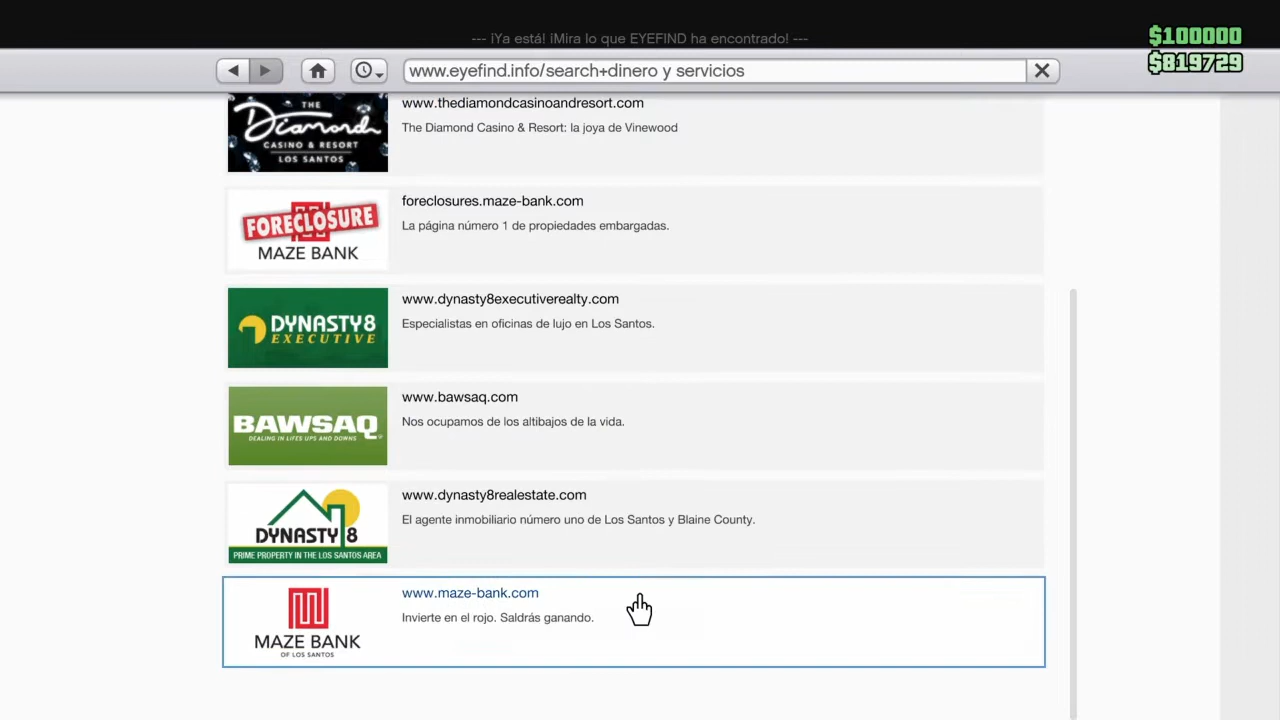 --- ¡Ya está! ¡Mira lo que EYEFIND ha encontrado! ---
$100000
$819729
www.eyefind.info/search+dinero y servicios
THE
Diamond
CASINO & RESORT
LOS SANTOS
www.thediamondcasinoandresort.com
The Diamond Casino & Resort: la joya de Vinewood
FORECLOSURE
MAZE BANK
foreclosures.maze-bank.com
La página número 1 de propiedades embargadas.
DYNASTY8
EXECUTIVE
www.dynasty8executiverealty.com
Especialistas en oficinas de lujo en Los Santos.
BAWSAQ
DEALING IN LIFES UPS AND DOWNS
www.bawsaq.com
Nos ocupamos de los altibajos de la vida.
DYNASTY 8
PRIME PROPERTY IN THE LOS SANTOS AREA
www.dynasty8realestate.com
El agente inmobiliario número uno de Los Santos y Blaine County.
MAZE BANK
OF LOS SANTOS
www.maze-bank.com
Invierte en el rojo. Saldrás ganando.